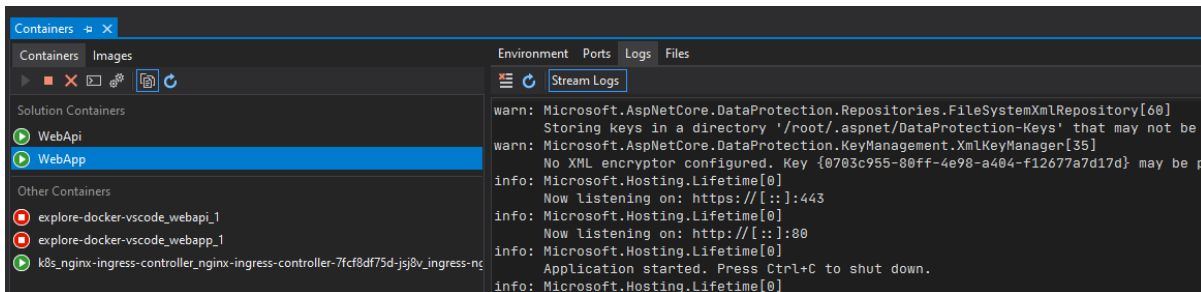 Containers
Containers Images
Solution Containers
WebApi
WebApp
Other Containers
explore-docker-vscode_webapi_1
explore-docker-vscode_webapp_1
k8s_nginx-ingress-controller_nginx-ingress-controller-7fcf8df75d-jsj8v_ingress-ng
Environment Ports Logs Files
Stream Logs
warn: Microsoft.AspNetCore.DataProtection.Repositories.FileSystemXmlRepository[60]
Storing keys in a directory '/root/.aspnet/DataProtection-Keys' that may not be
warn: Microsoft.AspNetCore.DataProtection.KeyManagement.XmlKeyManager[35]
No XML encryptor configured. Key {0703c955-80ff-4e98-a404-f12677a7d17d} may be p
info: Microsoft.Hosting.Lifetime[0]
Now listening on: https://[::]:443
info: Microsoft.Hosting.Lifetime[0]
Now listening on: http://[::]:80
info: Microsoft.Hosting.Lifetime[0]
Application started. Press Ctrl+C to shut down.
info: Microsoft.Hosting.Lifetime[0]